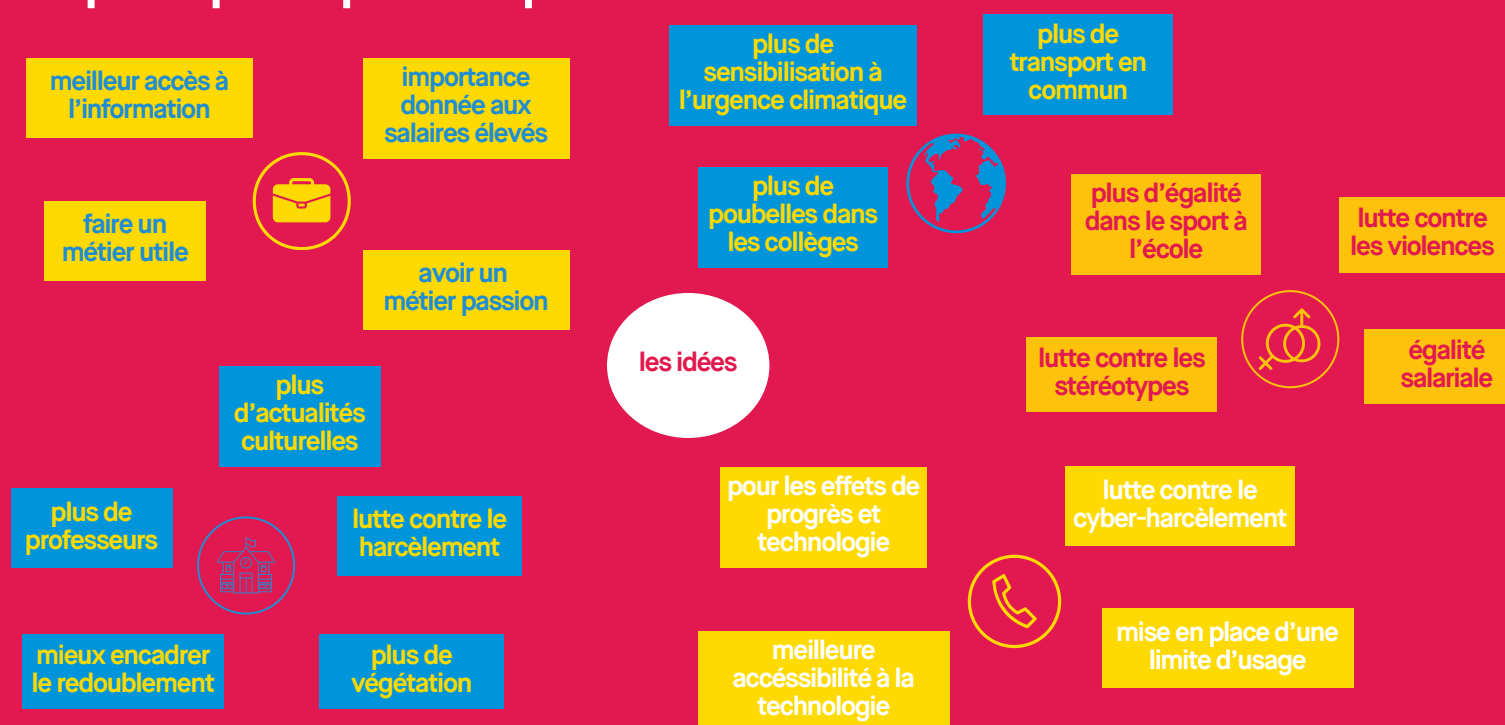 meilleur accès à
l'information
importance
donnée aux
salaires élevés
faire un
métier utile
avoir un
métier passion
plus de
sensibilisation à
l'urgence climatique
plus de
transport en
commun
plus de
poubelles dans
les collèges
plus d'égalité
dans le sport à
l'école
lutte contre
les violences
lutte contre les
stéréotypes
égalité
salariale
les idées
plus
d'actualités
culturelles
plus de
professeurs
lutte contre le
harcèlement
mieux encadrer
le redoublement
plus de
végétation
pour les effets de
progrès et
technologie
lutte contre le
cyber-harcèlement
meilleure
accéssibilité à la
technologie
mise en place d'une
limite d'usage